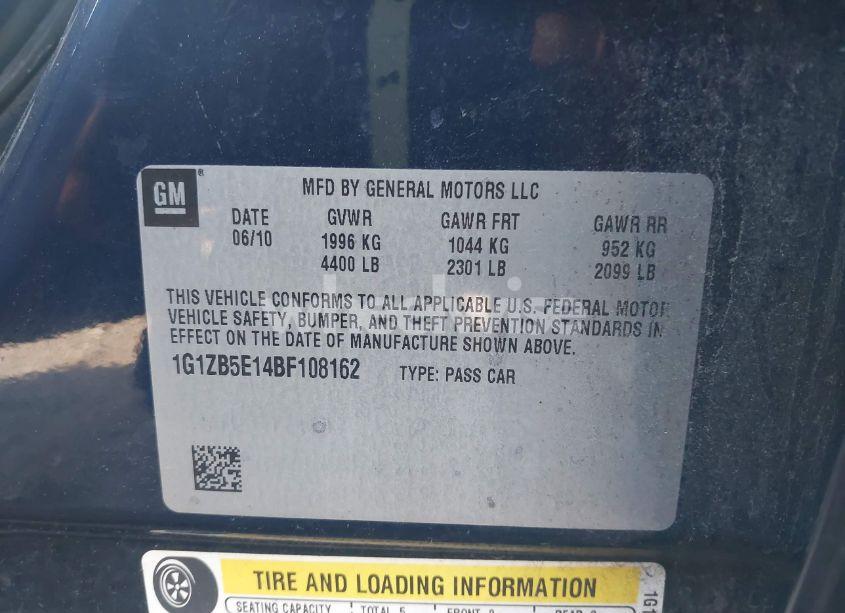 GM
MFD BY GENERAL MOTORS LLC
DATE GVWR GAWR FRT GAWR RR
06/10 1996 KG 1044 KG 952 KG
4400 LB 2301 LB 2099 LB
THIS VEHICLE CONFORMS TO ALL APPLICABLE U.S. FEDERAL MOTOR
VEHICLE SAFETY, BUMPER, AND THEFT PREVENTION STANDARDS IN
EFFECT ON THE DATE OF MANUFACTURE SHOWN ABOVE.
1G1ZB5E14BF108162 TYPE: PASS CAR
TIRE AND LOADING INFORMATION
SEATING CAPACITY TOTAL 5 FRONT